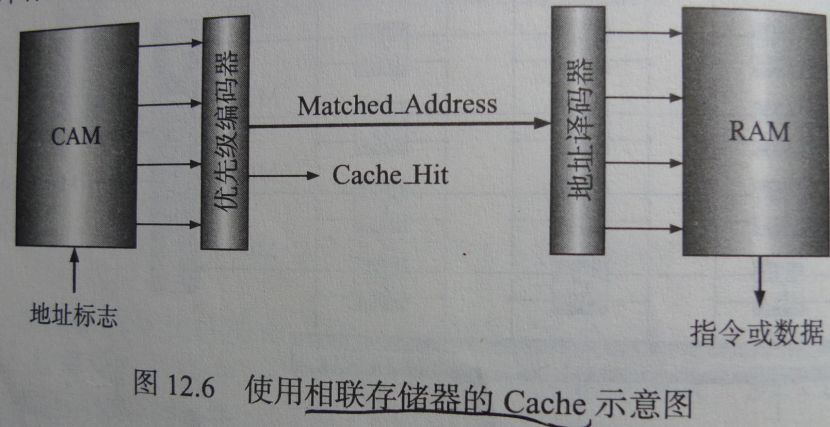 CAM
优先级编码器
Matched_Address
Cache_Hit
地址译码器
RAM
地址标志
指令或数据
图 12.6 使用相联存储器的 Cache 示意图